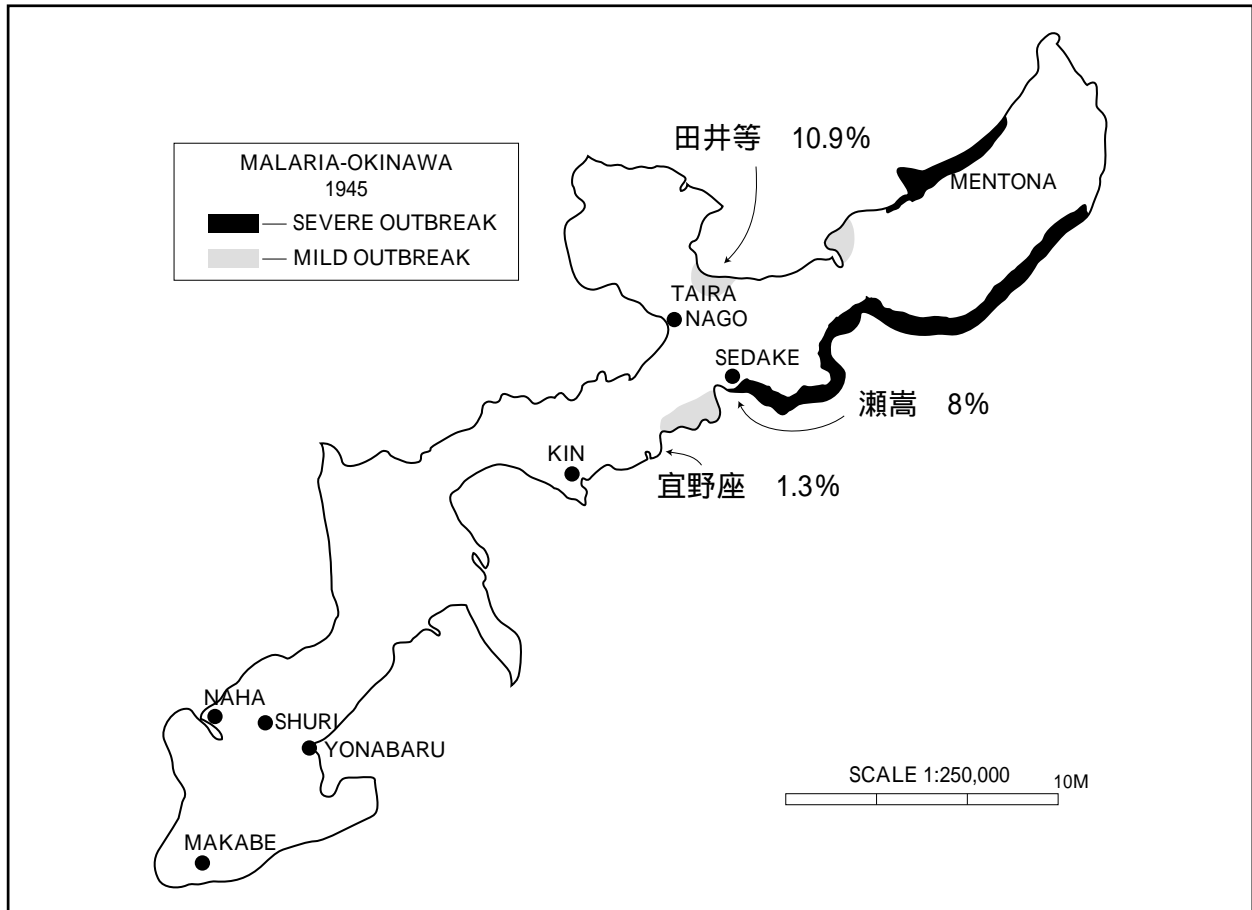 田井等 10.9%
MALARIA-OKINAWA
1945
— SEVERE OUTBREAK
— MILD OUTBREAK
MENTONA
TAIRA
NAGO
SEDAKE
瀬嵩 8%
KIN
宜野座 1.3%
NAHA
SHURI
YONABARU
SCALE 1:250,000 10M
MAKABE